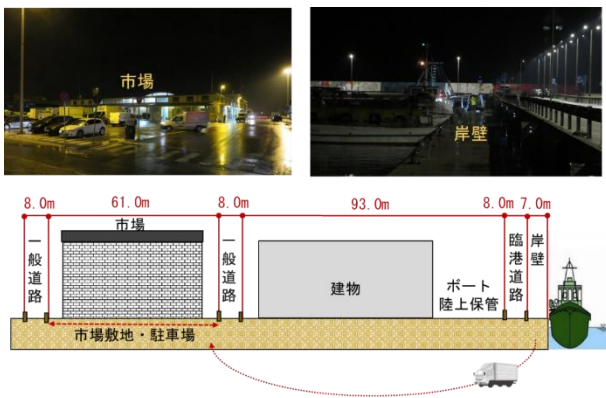 市場
岸壁
8.0m 61.0m 8.0m 93.0m 8.0m 7.0m
市場
一般道路
一般道路
建物
ボート
陸上保管
臨港道路
岸壁
市場敷地・駐車場